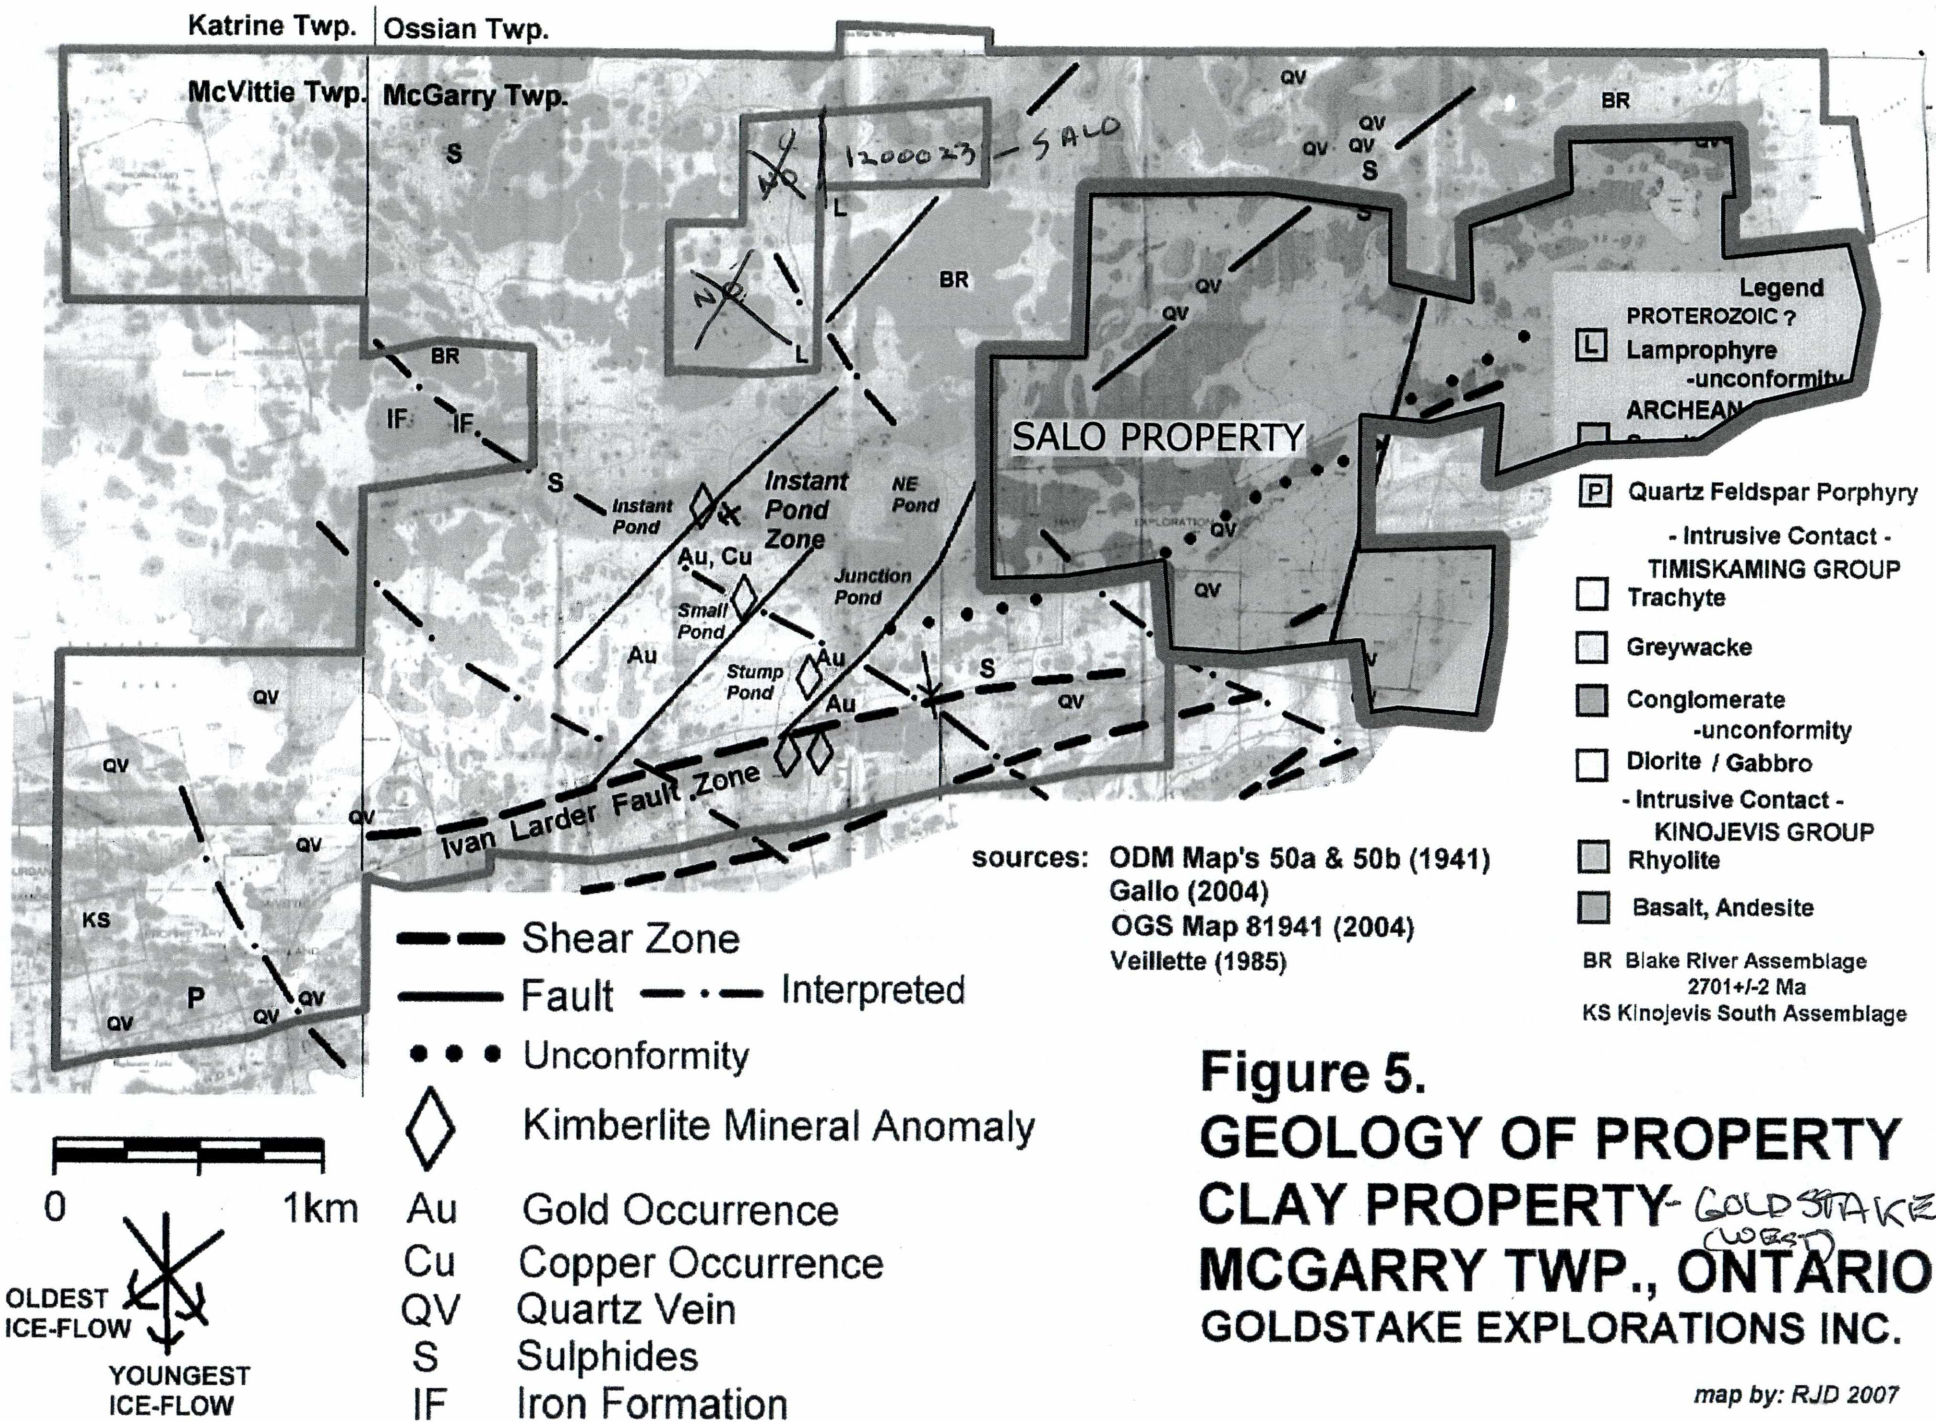 Katrine Twp. Ossian Twp.
McVittie Twp. McGarry Twp.
QV
BR
S
QV
QV QV
S
1200023 – SALO
NO
L
S
QV
BR
QV
QV
NO
L
BR
IF IF
SALO PROPERTY
S
Instant
Pond
Instant
Pond
Zone
NE
Pond
Au, Cu
EXPLORATION
QV
Junction
Pond
Small
Pond
QV
Au
Stump
Pond
Au
S
Au
QV
QV
QV
QV
QV
Ivan Larder Fault Zone
KS
P
QV
QV
QV
Legend
PROTEROZOIC ?
L Lamprophyre
-unconformity
ARCHEAN
P Quartz Feldspar Porphyry
- Intrusive Contact -
TIMISKAMING GROUP
Trachyte
Greywacke
Conglomerate
-unconformity
Diorite / Gabbro
- Intrusive Contact -
KINOJEVIS GROUP
Rhyolite
Basalt, Andesite
BR Blake River Assemblage
2701+/-2 Ma
KS Kinojevis South Assemblage
sources: ODM Map's 50a & 50b (1941)
Gallo (2004)
OGS Map 81941 (2004)
Veillette (1985)
Shear Zone
Fault Interpreted
Unconformity
Kimberlite Mineral Anomaly
Au Gold Occurrence
Cu Copper Occurrence
QV Quartz Vein
S Sulphides
IF Iron Formation
0 1km
OLDEST
ICE-FLOW
YOUNGEST
ICE-FLOW
Figure 5.
GEOLOGY OF PROPERTY
CLAY PROPERTY - GOLDSTAKE
(WEST)
MCGARRY TWP., ONTARIO
GOLDSTAKE EXPLORATIONS INC.
map by: RJD 2007